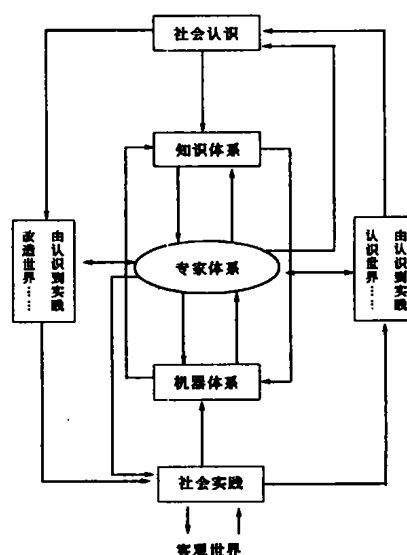 社会认识
知识体系
由认识到实践
改造世界……
专家体系
由认识到实践
认识世界……
机器体系
社会实践
客观世界